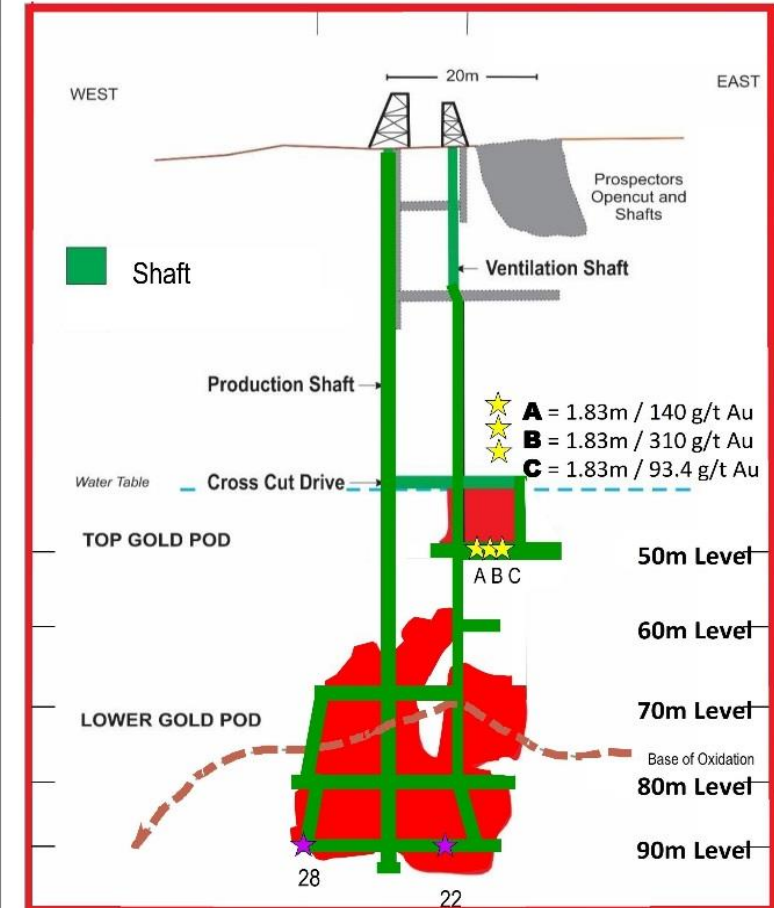 20m
WEST
EAST
Prospectors
Opencut and
Shafts
Shaft
Ventilation Shaft
Production Shaft
A = 1.83m / 140 g/t Au
B = 1.83m / 310 g/t Au
C = 1.83m / 93.4 g/t Au
Water Table
Cross Cut Drive
TOP GOLD POD
50m Level
A B C
60m Level
70m Level
LOWER GOLD POD
Base of Oxidation
80m Level
90m Level
28
22